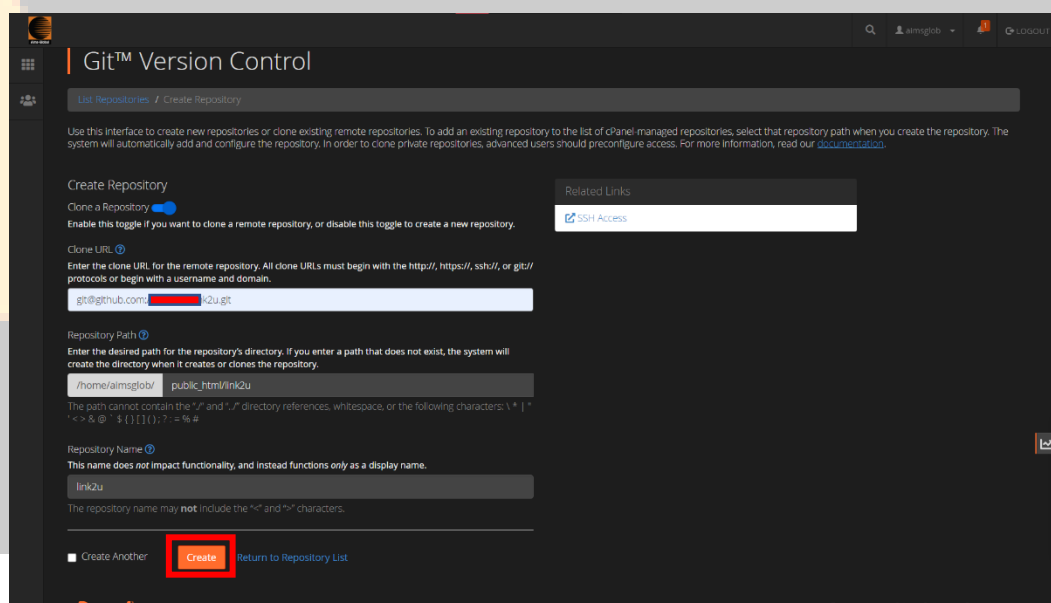 aimsglob
1
LOGOUT
Git™ Version Control
List Repositories / Create Repository
Use this interface to create new repositories or clone existing remote repositories. To add an existing repository to the list of cPanel-managed repositories, select that repository path when you create the repository. The
system will automatically add and configure the repository. In order to clone private repositories, advanced users should preconfigure access. For more information, read our documentation.
Create Repository
Clone a Repository
Enable this toggle if you want to clone a remote repository, or disable this toggle to create a new repository.
Clone URL
Enter the clone URL for the remote repository. All clone URLs must begin with the http://, https://, ssh://, or git://
protocols or begin with a username and domain.
git@github.com: k2u.git
Repository Path
Enter the desired path for the repository's directory. If you enter a path that does not exist, the system will
create the directory when it creates or clones the repository.
/home/aimsglob/ public_html/link2u
The path cannot contain the "./" and "../" directory references, whitespace, or the following characters: \ * | "
' < > & @ ` $ { } [ ] ( ) ; ? : = % #
Repository Name
This name does not impact functionality, and instead functions only as a display name.
link2u
The repository name may not include the "<" and ">" characters.
Create Another Create Return to Repository List
Related Links
SSH Access